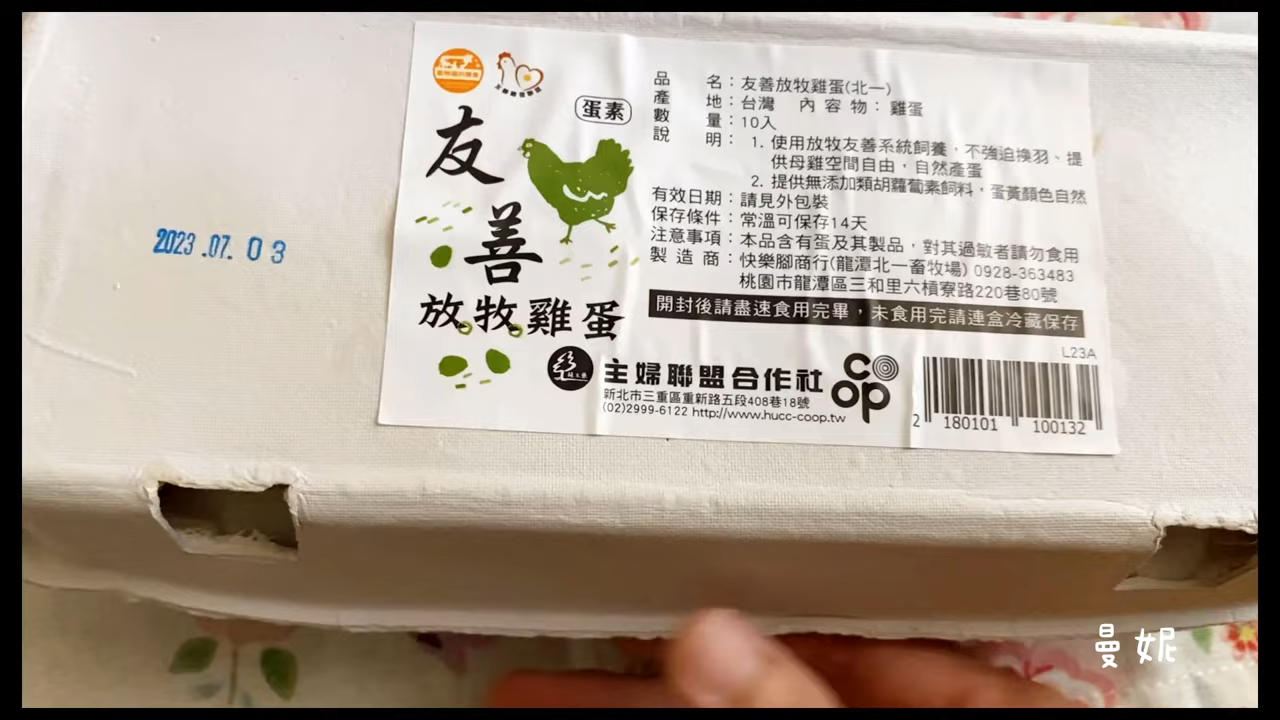 2023.07.03
友善
放牧雞蛋
蛋素
品名：友善放牧雞蛋(北一)
產地：台灣 內容物：雞蛋
數量：10入
說明：1. 使用放牧友善系統飼養，不強迫換羽、提
供母雞空間自由，自然產蛋
2. 提供無添加類胡蘿蔔素飼料，蛋黃顏色自然
有效日期：請見外包裝
保存條件：常溫可保存14天
注意事項：本品含有蛋及其製品，對其過敏者請勿食用
製造商：快樂腳商行(龍潭北一畜牧場) 0928-363483
桃園市龍潭區三和里六槓寮路220巷80號
開封後請盡速食用完畢，未食用完請連盒冷藏保存
主婦聯盟合作社
coop
新北市三重區重新路五段408巷18號
(02)2999-6122 http://www.hucc-coop.tw
L23A
2 180101 100132
曼妮